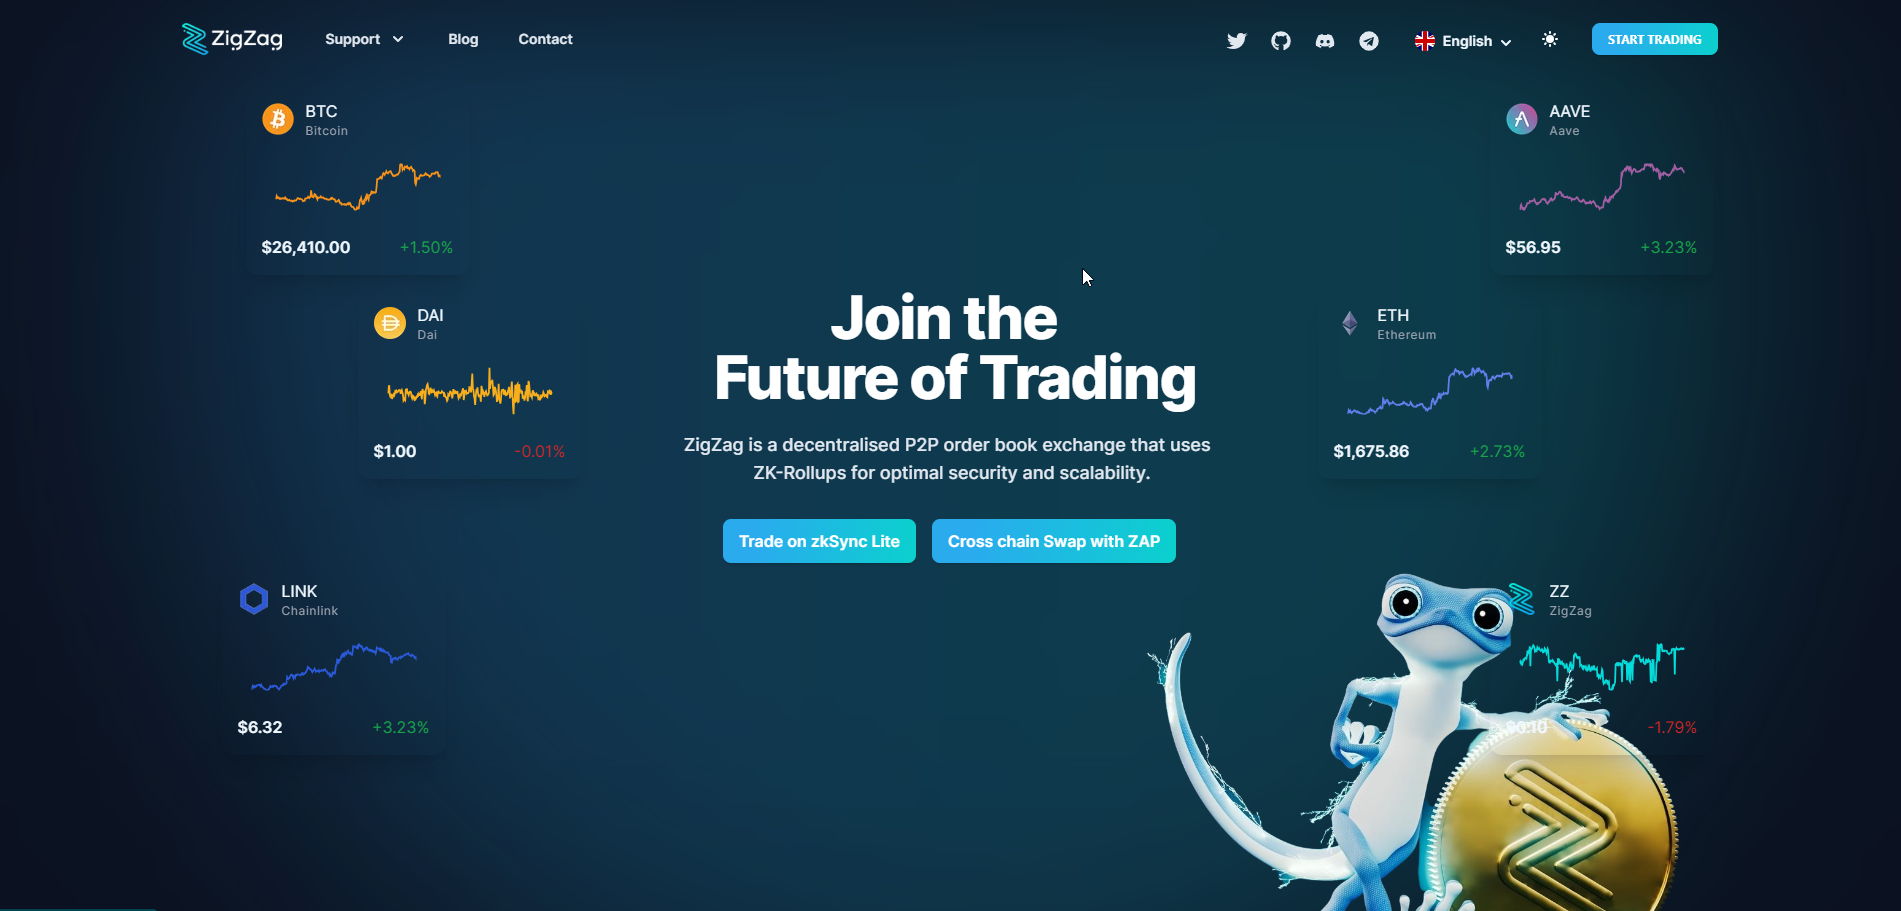 ZigZag
Support
Blog
Contact
English
START TRADING
BTC
Bitcoin
$26,410.00
+1.50%
AAVE
Aave
$56.95
+3.23%
DAI
Dai
$1.00
-0.01%
Join the
Future of Trading
ZigZag is a decentralised P2P order book exchange that uses
ZK-Rollups for optimal security and scalability.
Trade on zkSync Lite
Cross chain Swap with ZAP
ETH
Ethereum
$1,675.86
+2.73%
LINK
Chainlink
$6.32
+3.23%
ZZ
ZigZag
$0.10
-1.79%